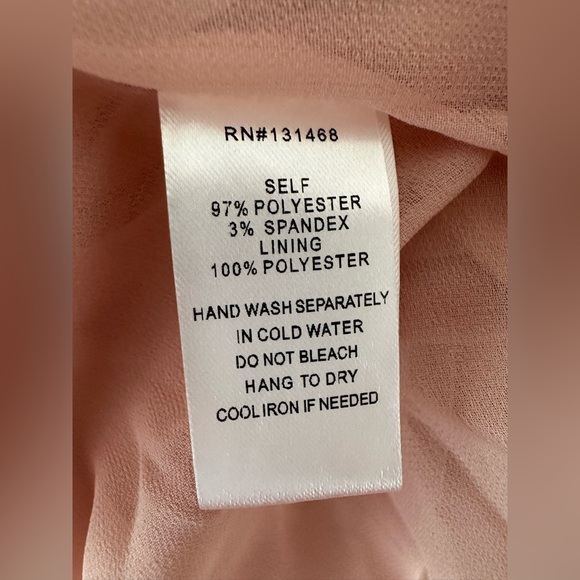 RN#131468
SELF
97% POLYESTER
3% SPANDEX
LINING
100% POLYESTER
HAND WASH SEPARATELY
IN COLD WATER
DO NOT BLEACH
HANG TO DRY
COOL IRON IF NEEDED